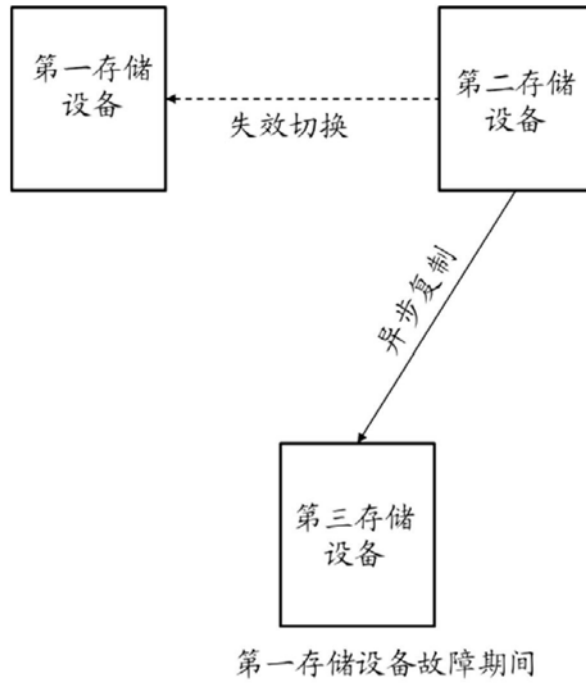 第一存储
设备
第二存储
设备
失效切换
异步复制
第三存储
设备
第一存储设备故障期间